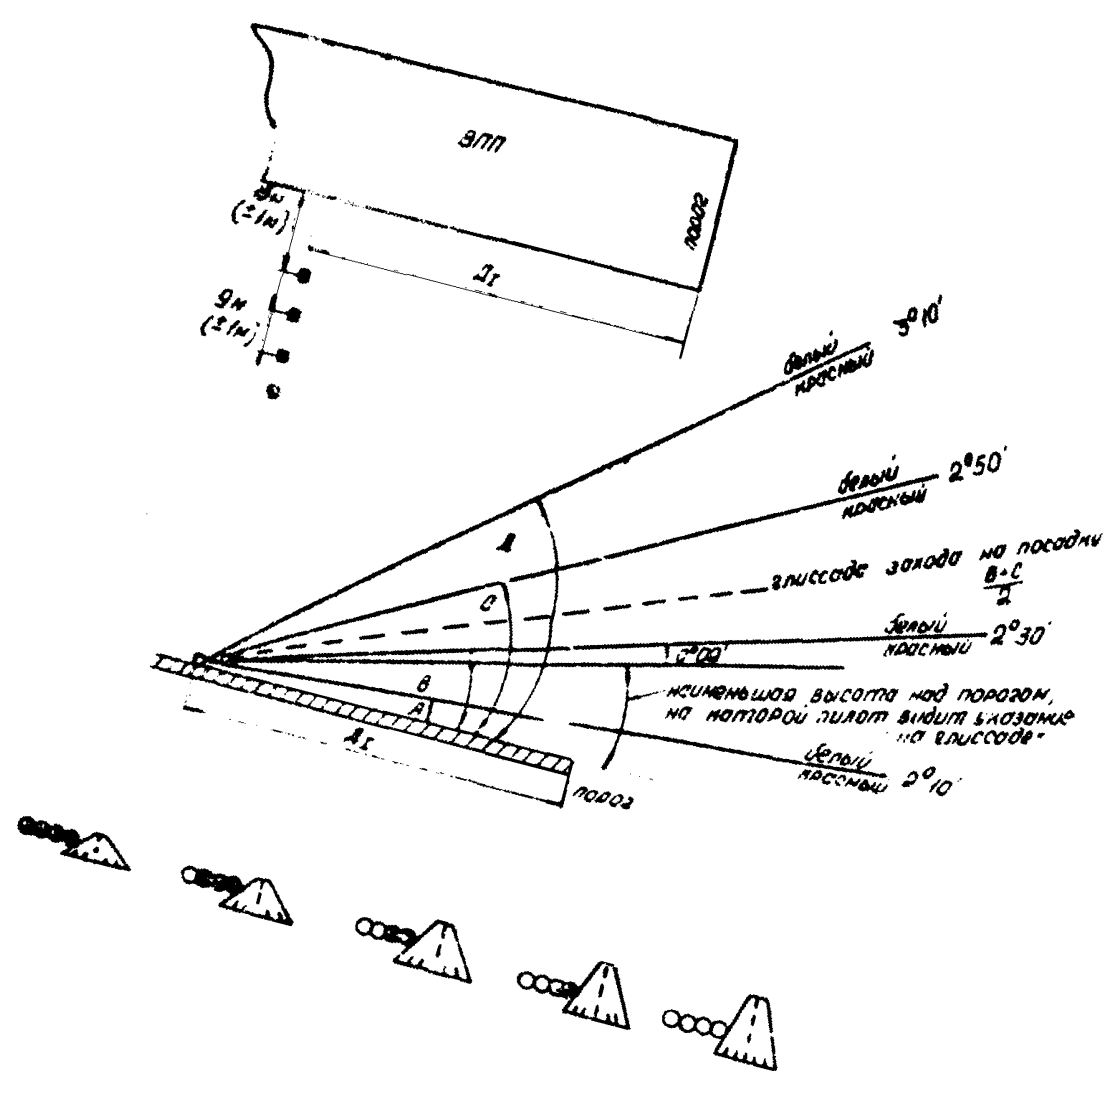 ВПП
порог
(±1м)
Д₁
9м
(±1м)
3°10'
белый
красный
2°50'
белый
красный
Д
глиссада захода на посадку
B+C
2
C
белый
красный
2°30'
B
A
наименьшая высота над порогом,
на которой пилот видит указание
на глиссаде"
белый
красный
2°10'
Д₁
порог